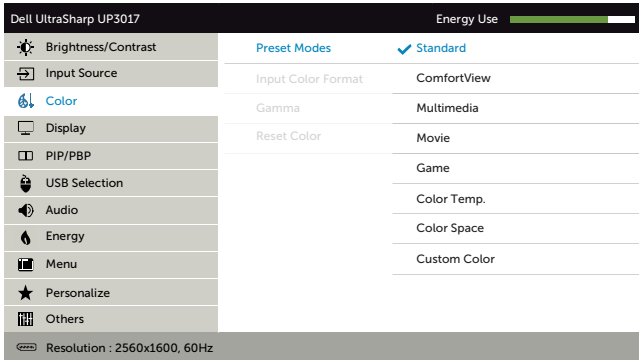 Dell UltraSharp UP3017 Energy Use
Brightness/Contrast Preset Modes Standard
Input Source Input Color Format ComfortView
Color Gamma Multimedia
Display Reset Color Movie
PIP/PBP Game
USB Selection Color Temp.
Audio Color Space
Energy Custom Color
Menu
Personalize
Others
Resolution : 2560x1600, 60Hz